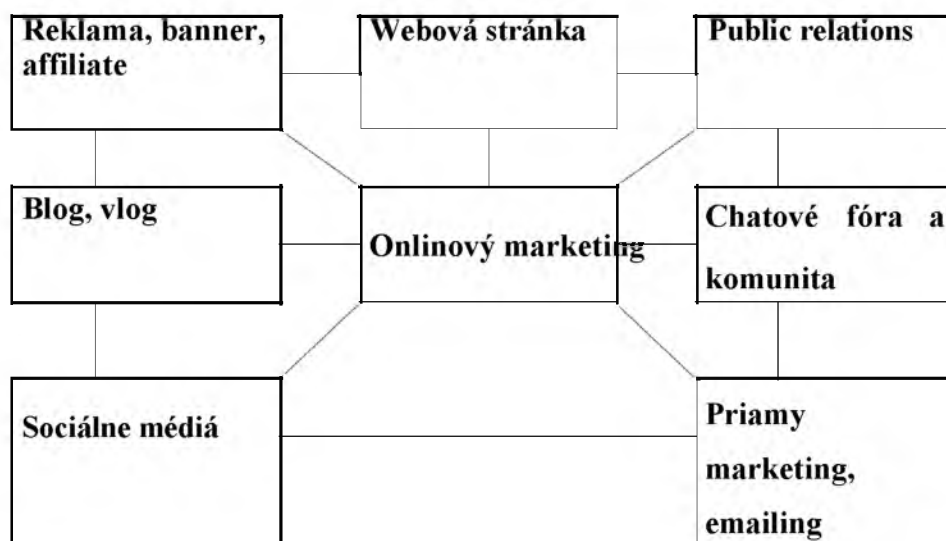 Reklama, banner,
affiliate
Webová stránka
Public relations
Blog, vlog
Onlinový marketing
Chatové fóra a
komunita
Sociálne médiá
Priamy
marketing,
emailing